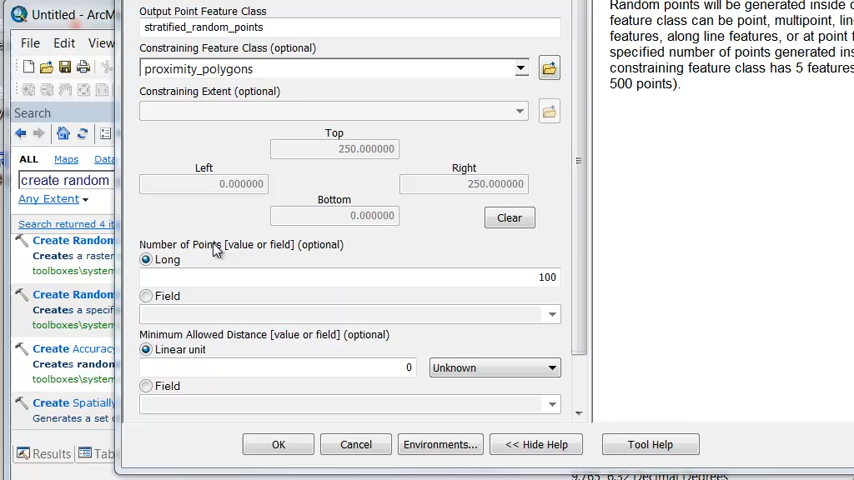 Untitled - ArcM
File Edit View
Search
ALL Maps Data
create random
Any Extent
Search returned 4 it
Create Random
Creates a raster
toolboxes\system
Create Random
Creates a specif
toolboxes\system
Create Accuracy
Creates random
toolboxes\system
Create Spatially
Generates a set
Results Tab
Output Point Feature Class
stratified_random_points
Constraining Feature Class (optional)
proximity_polygons
Constraining Extent (optional)
Top
250.000000
Left Right
0.000000 250.000000
Bottom
0.000000
Clear
Number of Points [value or field] (optional)
Long
100
Field
Minimum Allowed Distance [value or field] (optional)
Linear unit
0 Unknown
Field
OK Cancel Environments... << Hide Help Tool Help
Random points will be generated inside o
feature class can be point, multipoint, line
features, along line features, or at point f
specified number of points generated ins
constraining feature class has 5 features
500 points).
9.765 6.32 Decimal Degrees